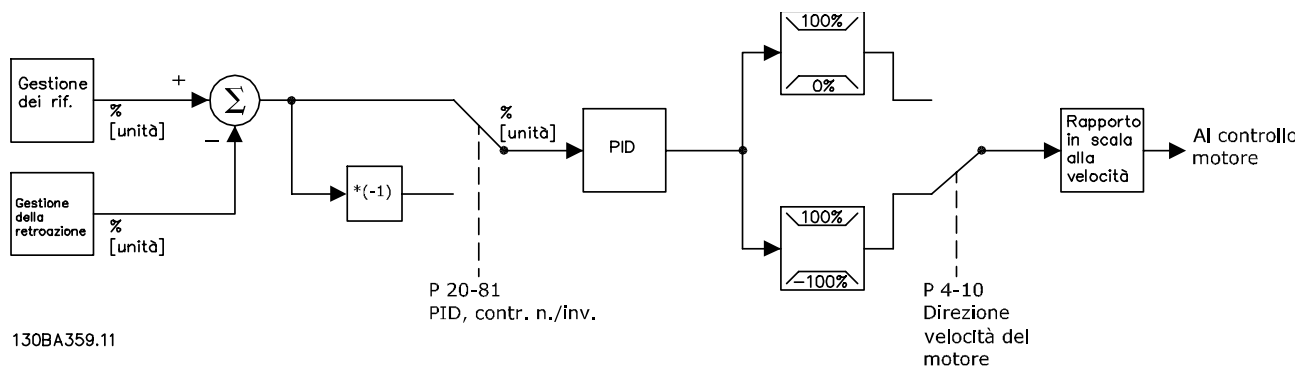 Gestione
dei rif.
+
%
[unità]
Σ
−
Gestione
della
retroazione
%
[unità]
*(-1)
%
[unità]
P 20-81
PID, contr. n./inv.
PID
100%
0%
100%
−100%
P 4-10
Direzione
velocità del
motore
Rapporto
in scala
alla
velocità
Al controllo
motore
130BA359.11